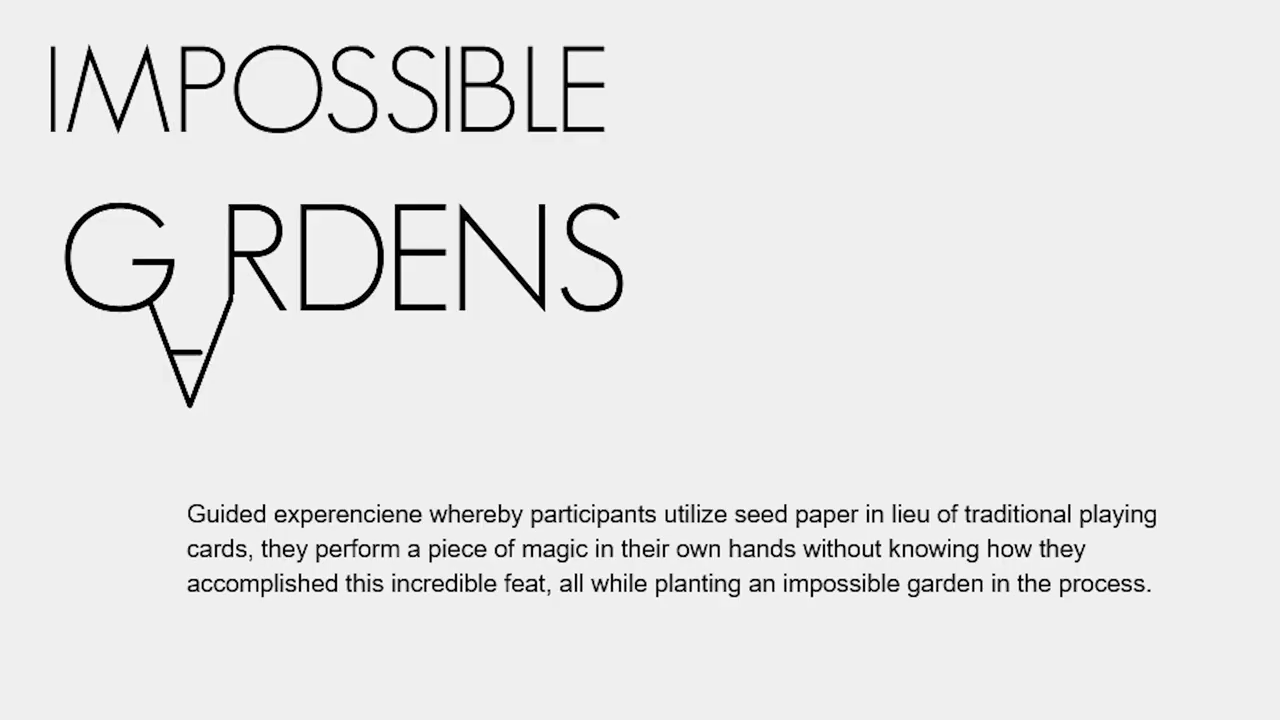 IMPOSSIBLE
GARDENS
Guided experenciene whereby participants utilize seed paper in lieu of traditional playing
cards, they perform a piece of magic in their own hands without knowing how they
accomplished this incredible feat, all while planting an impossible garden in the process.